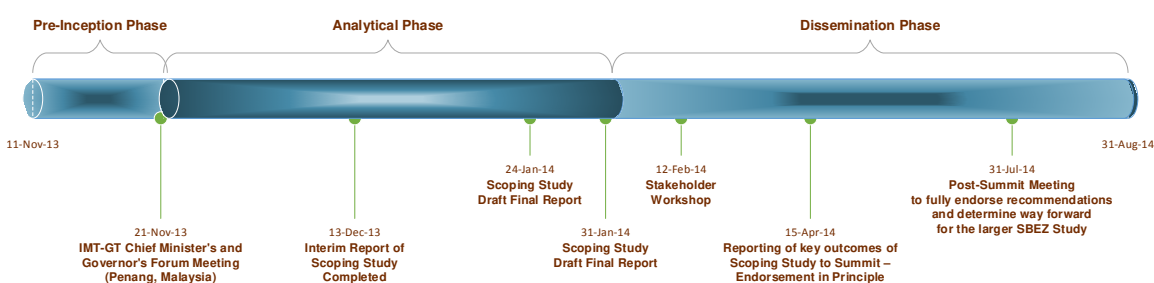 Pre-Inception Phase
Analytical Phase
Dissemination Phase
11-Nov-13
31-Aug-14
24-Jan-14
Scoping Study
Draft Final Report
12-Feb-14
Stakeholder
Workshop
31-Jul-14
Post-Summit Meeting
to fully endorse recommendations
and determine way forward
for the larger SBEZ Study
21-Nov-13
IMT-GT Chief Minister's and
Governor's Forum Meeting
(Penang, Malaysia)
13-Dec-13
Interim Report of
Scoping Study
Completed
31-Jan-14
Scoping Study
Draft Final Report
15-Apr-14
Reporting of key outcomes of
Scoping Study to Summit –
Endorsement in Principle